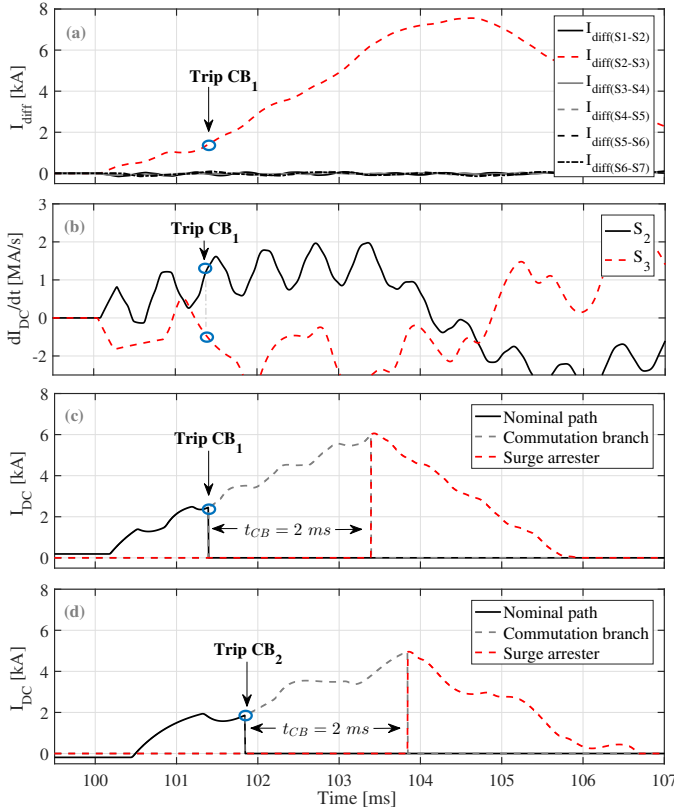 (a)
I_diff [kA]
8
6
4
2
0
Trip CB_1
I_diff(S1-S2)
I_diff(S2-S3)
I_diff(S3-S4)
I_diff(S4-S5)
I_diff(S5-S6)
I_diff(S6-S7)
(b)
dI_DC/dt [MA/s]
3
2
1
0
-2
Trip CB_1
S_2
S_3
(c)
I_DC [kA]
8
6
4
2
0
Trip CB_1
t_CB = 2 ms
Nominal path
Commutation branch
Surge arrester
(d)
I_DC [kA]
8
6
4
2
0
Trip CB_2
t_CB = 2 ms
Nominal path
Commutation branch
Surge arrester
100 101 102 103 104 105 106 107
Time [ms]